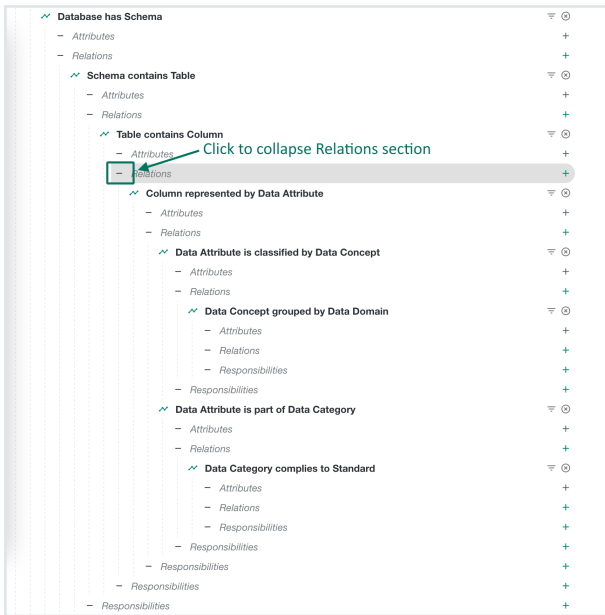 Database has Schema
– Attributes +
– Relations +
Schema contains Table
– Attributes +
– Relations +
Table contains Column
– Attributes +
Click to collapse Relations section
– Relations +
Column represented by Data Attribute
– Attributes +
– Relations +
Data Attribute is classified by Data Concept
– Attributes +
– Relations +
Data Concept grouped by Data Domain
– Attributes +
– Relations +
– Responsibilities +
– Responsibilities +
Data Attribute is part of Data Category
– Attributes +
– Relations +
Data Category complies to Standard
– Attributes +
– Relations +
– Responsibilities +
– Responsibilities +
– Responsibilities +
– Responsibilities +
– Responsibilities +